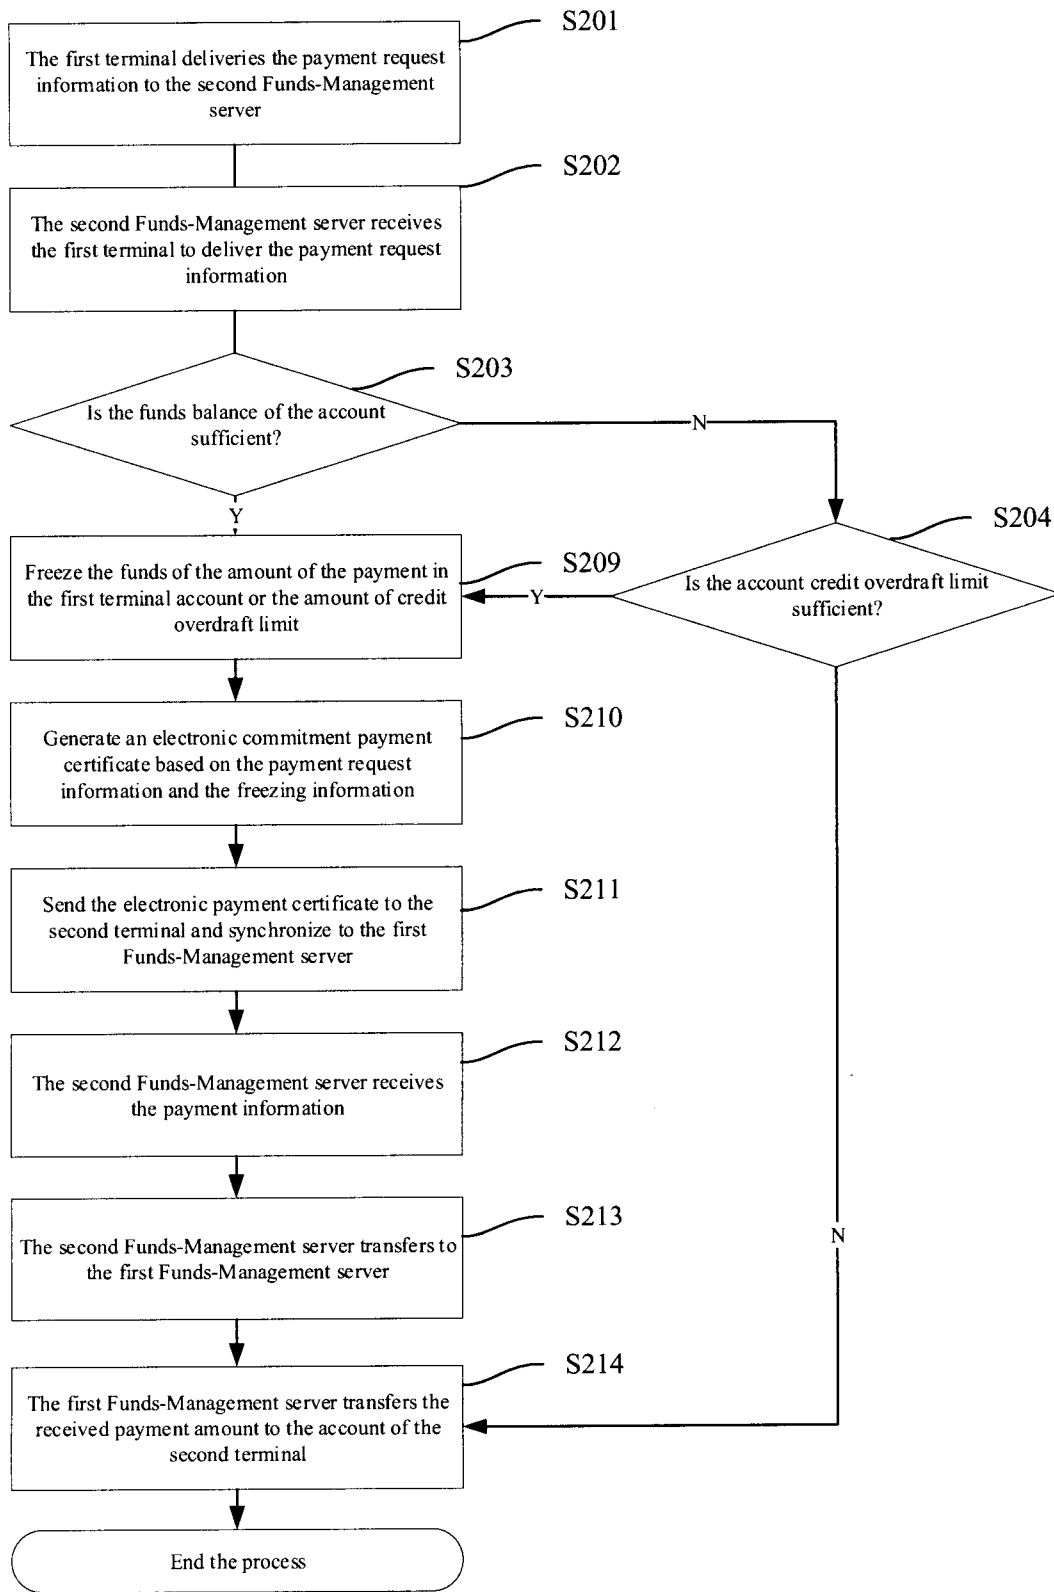 S201
The first terminal deliveries the payment request
information to the second Funds-Management
server
S202
The second Funds-Management server receives
the first terminal to deliver the payment request
information
S203
Is the funds balance of the account
sufficient?
N
Y
S204
Is the account credit overdraft limit
sufficient?
Y
S209
Freeze the funds of the amount of the payment in
the first terminal account or the amount of credit
overdraft limit
S210
Generate an electronic commitment payment
certificate based on the payment request
information and the freezing information
S211
Send the electronic payment certificate to the
second terminal and synchronize to the first
Funds-Management server
S212
The second Funds-Management server receives
the payment information
S213
The second Funds-Management server transfers to
the first Funds-Management server
N
S214
The first Funds-Management server transfers the
received payment amount to the account of the
second terminal
End the process